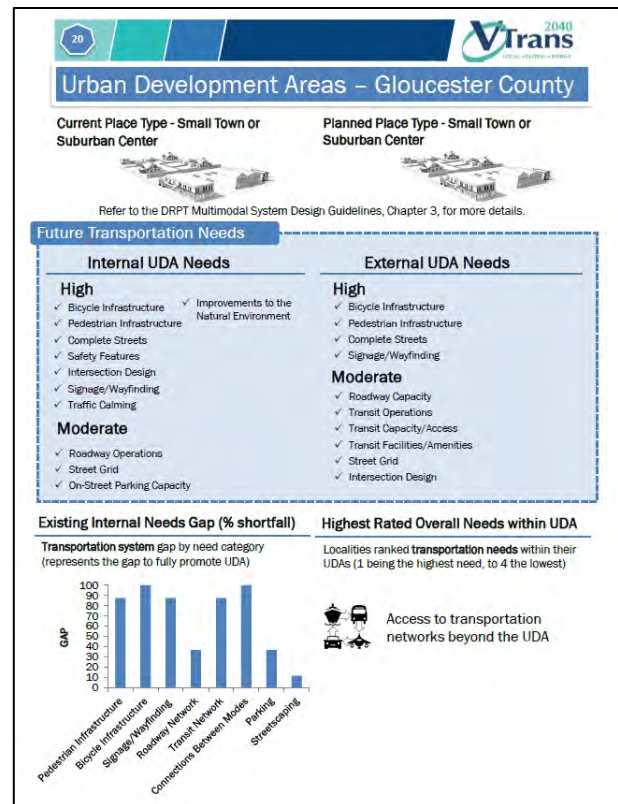 20
2040
VTrans
LOCAL • GLOBAL • MOBILE
Urban Development Areas – Gloucester County
Current Place Type - Small Town or
Suburban Center
Planned Place Type - Small Town or
Suburban Center
Refer to the DRPT Multimodal System Design Guidelines, Chapter 3, for more details.
Future Transportation Needs
Internal UDA Needs
High
✓ Bicycle Infrastructure
✓ Pedestrian Infrastructure
✓ Complete Streets
✓ Safety Features
✓ Intersection Design
✓ Signage/Wayfinding
✓ Traffic Calming
✓ Improvements to the
Natural Environment
Moderate
✓ Roadway Operations
✓ Street Grid
✓ On-Street Parking Capacity
External UDA Needs
High
✓ Bicycle Infrastructure
✓ Pedestrian Infrastructure
✓ Complete Streets
✓ Signage/Wayfinding
Moderate
✓ Roadway Capacity
✓ Transit Operations
✓ Transit Capacity/Access
✓ Transit Facilities/Amenities
✓ Street Grid
✓ Intersection Design
Existing Internal Needs Gap (% shortfall)
Transportation system gap by need category
(represents the gap to fully promote UDA)
GAP
100
90
80
70
60
50
40
30
20
10
0
Pedestrian Infrastructure
Bicycle Infrastructure
Signage/Wayfinding
Roadway Network
Transit Network
Connections Between Modes
Parking
Streetscaping
Highest Rated Overall Needs within UDA
Localities ranked transportation needs within their
UDAs (1 being the highest need, to 4 the lowest)
Access to transportation
networks beyond the UDA